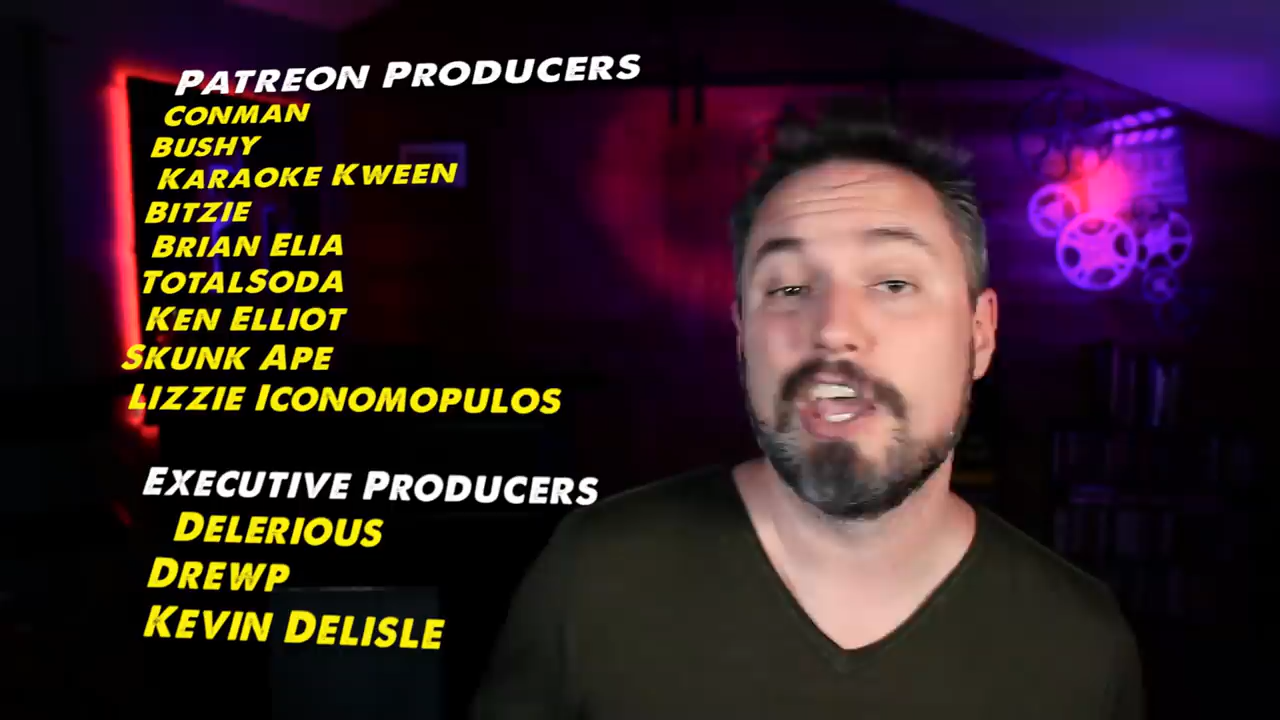 PATREON PRODUCERS
CONMAN
BUSHY
KARAOKE KWEEN
BITZIE
BRIAN ELIA
TOTALSODA
KEN ELLIOT
SKUNK APE
LIZZIE ICONOMOPULOS
EXECUTIVE PRODUCERS
DELERIOUS
DREWP
KEVIN DELISLE